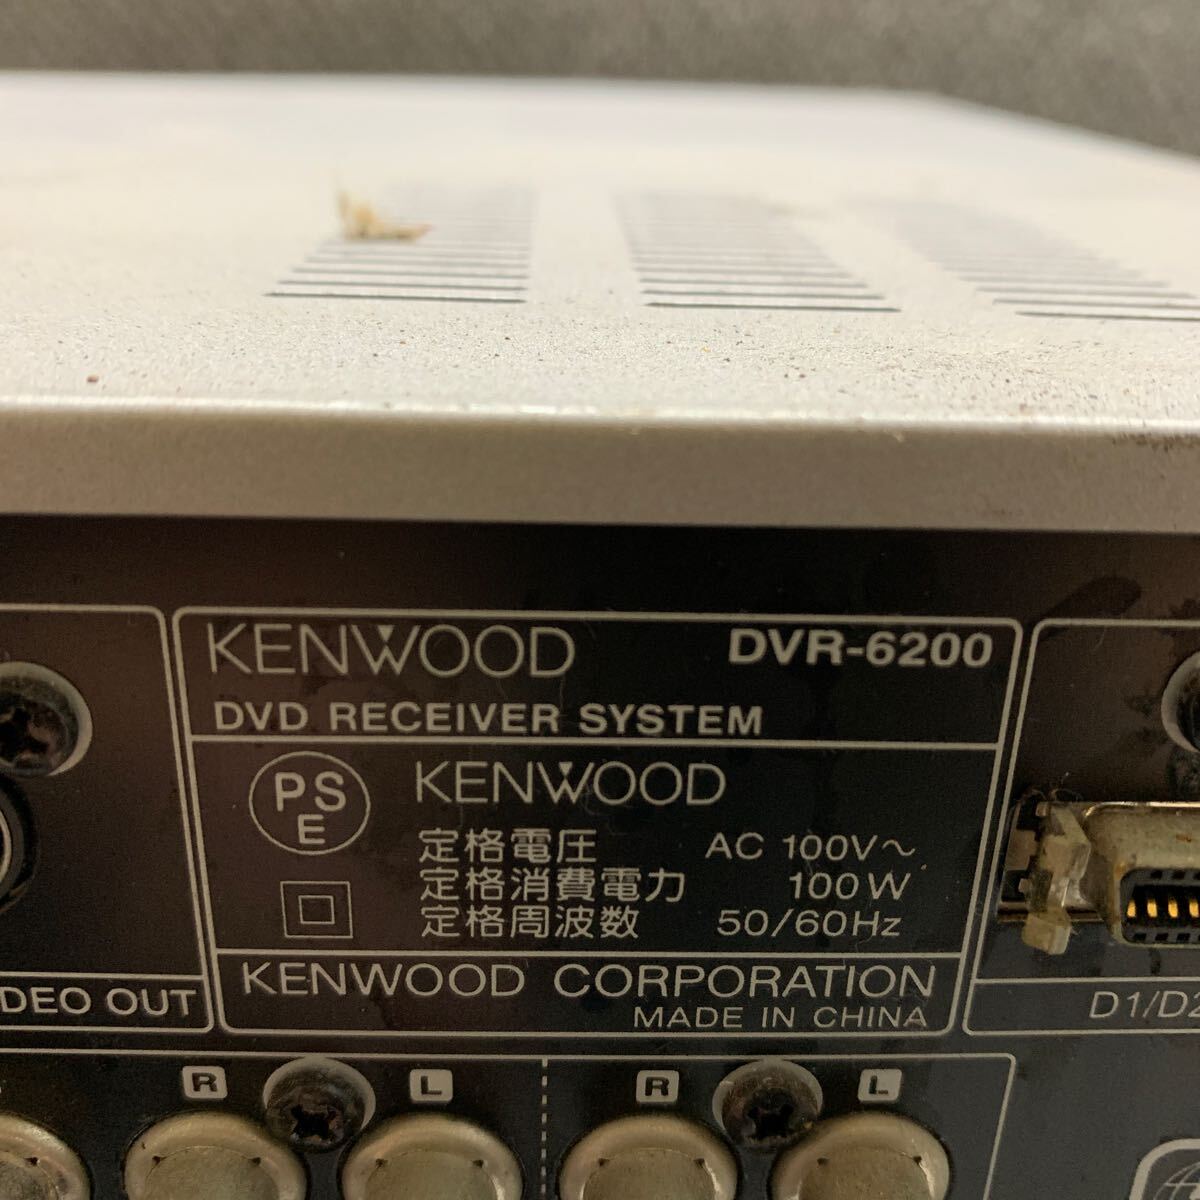 KENWOOD DVR-6200
DVD RECEIVER SYSTEM
PS
E
KENWOOD
定格電圧 AC 100V～
定格消費電力 100W
定格周波数 50/60Hz
KENWOOD CORPORATION
MADE IN CHINA
DEO OUT
D1/D2
R L R L